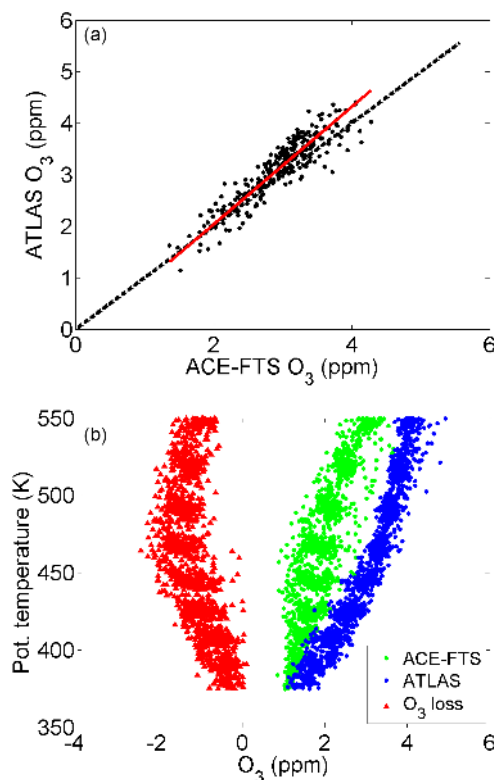 (a)
6
5
4
3
2
1
0
ATLAS O3 (ppm)
0 2 4 6
ACE-FTS O3 (ppm)
(b)
550
500
450
400
350
Pot. temperature (K)
ACE-FTS
ATLAS
O3 loss
-4 -2 0 2 4 6
O3 (ppm)